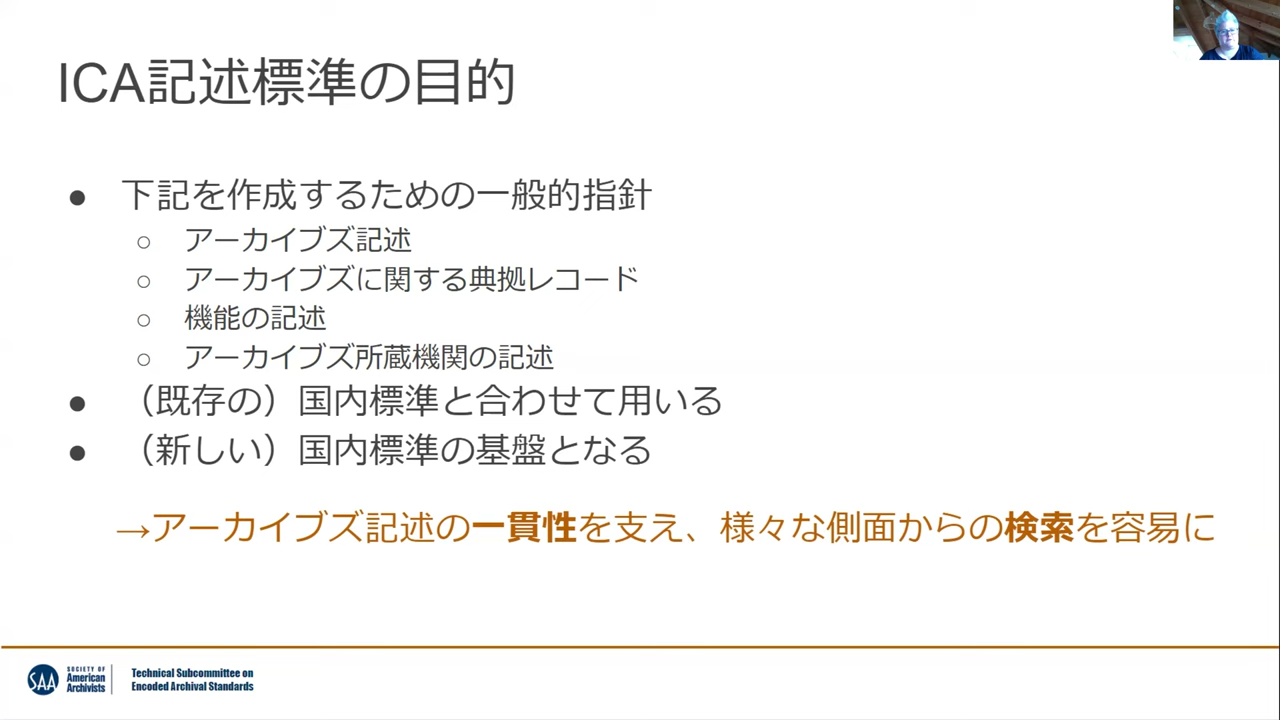 ICA記述標準の目的
● 下記を作成するための一般的指針
○ アーカイブズ記述
○ アーカイブズに関する典拠レコード
○ 機能の記述
○ アーカイブズ所蔵機関の記述
● （既存の）国内標準と合わせて用いる
● （新しい）国内標準の基盤となる
→アーカイブズ記述の一貫性を支え、様々な側面からの検索を容易に
SAA
SOCIETY OF
American
Archivists
Technical Subcommittee on
Encoded Archival Standards